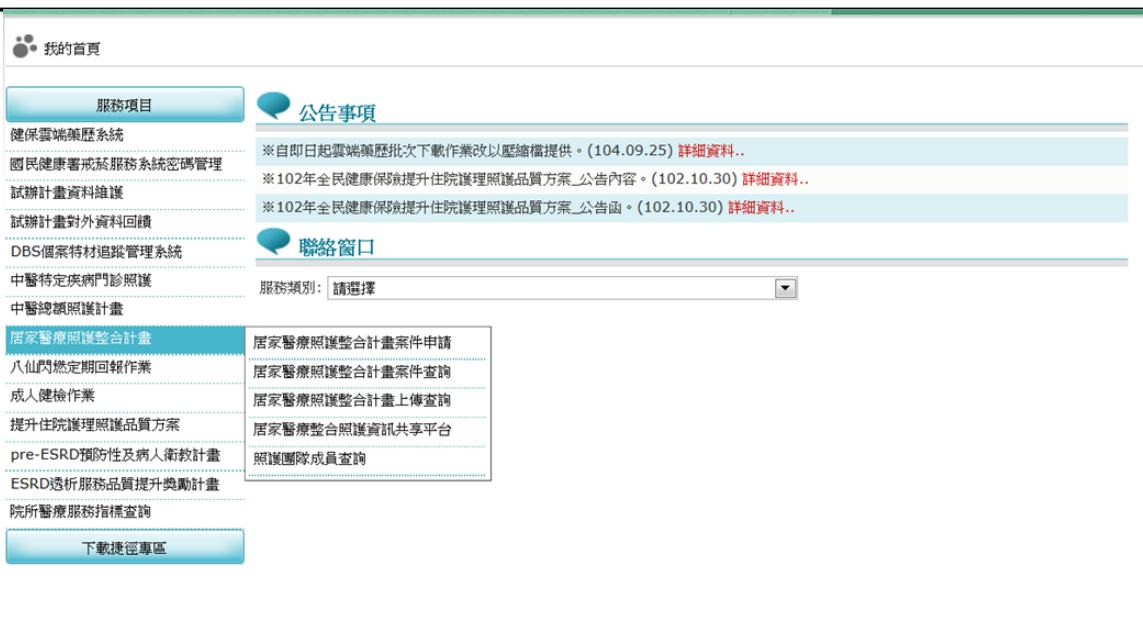 我的首頁
服務項目
健保雲端藥歷系統
國民健康署戒菸服務系統密碼管理
試辦計畫資料維護
試辦計畫對外資料回饋
DBS個案特材追蹤管理系統
中醫特定疾病門診照護
中醫總額照護計畫
居家醫療照護整合計畫
八仙閃燃定期回報作業
成人健檢作業
提升住院護理照護品質方案
pre-ESRD預防性及病人衛教計畫
ESRD透析服務品質提升獎勵計畫
院所醫療服務指標查詢
下載捷徑專區
居家醫療照護整合計畫案件申請
居家醫療照護整合計畫案件查詢
居家醫療照護整合計畫上傳查詢
居家醫療整合照護資訊共享平台
照護團隊成員查詢
公告事項
※自即日起雲端藥歷批次下載作業改以壓縮檔提供。(104.09.25) 詳細資料..
※102年全民健康保險提升住院護理照護品質方案_公告內容。(102.10.30) 詳細資料..
※102年全民健康保險提升住院護理照護品質方案_公告函。(102.10.30) 詳細資料..
聯絡窗口
服務類別: 請選擇